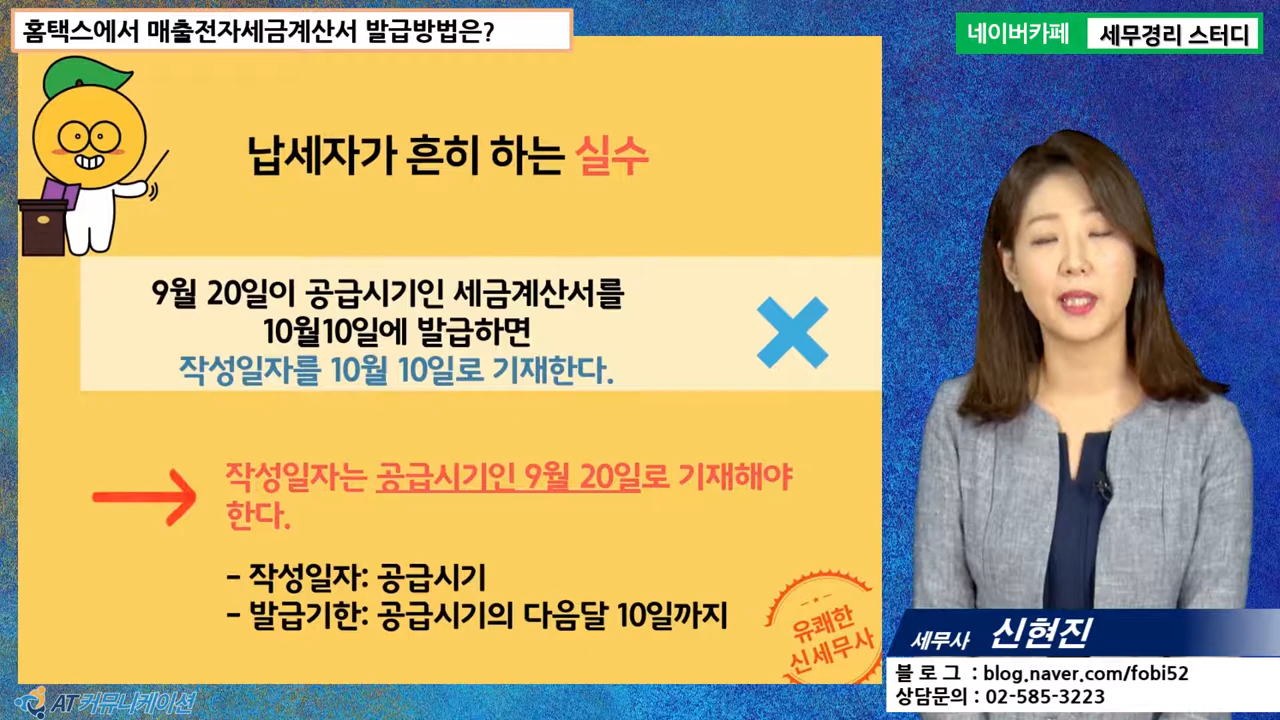 홈택스에서 매출전자세금계산서 발급방법은?
네이버카페 세무경리 스터디
납세자가 흔히 하는 실수
9월 20일이 공급시기인 세금계산서를
10월10일에 발급하면
작성일자를 10월 10일로 기재한다.
작성일자는 공급시기인 9월 20일로 기재해야
한다.
- 작성일자: 공급시기
- 발급기한: 공급시기의 다음달 10일까지
유쾌한
신세무사
세무사 신현진
블로그 : blog.naver.com/fobi52
상담문의 : 02-585-3223
AT커뮤니케이션